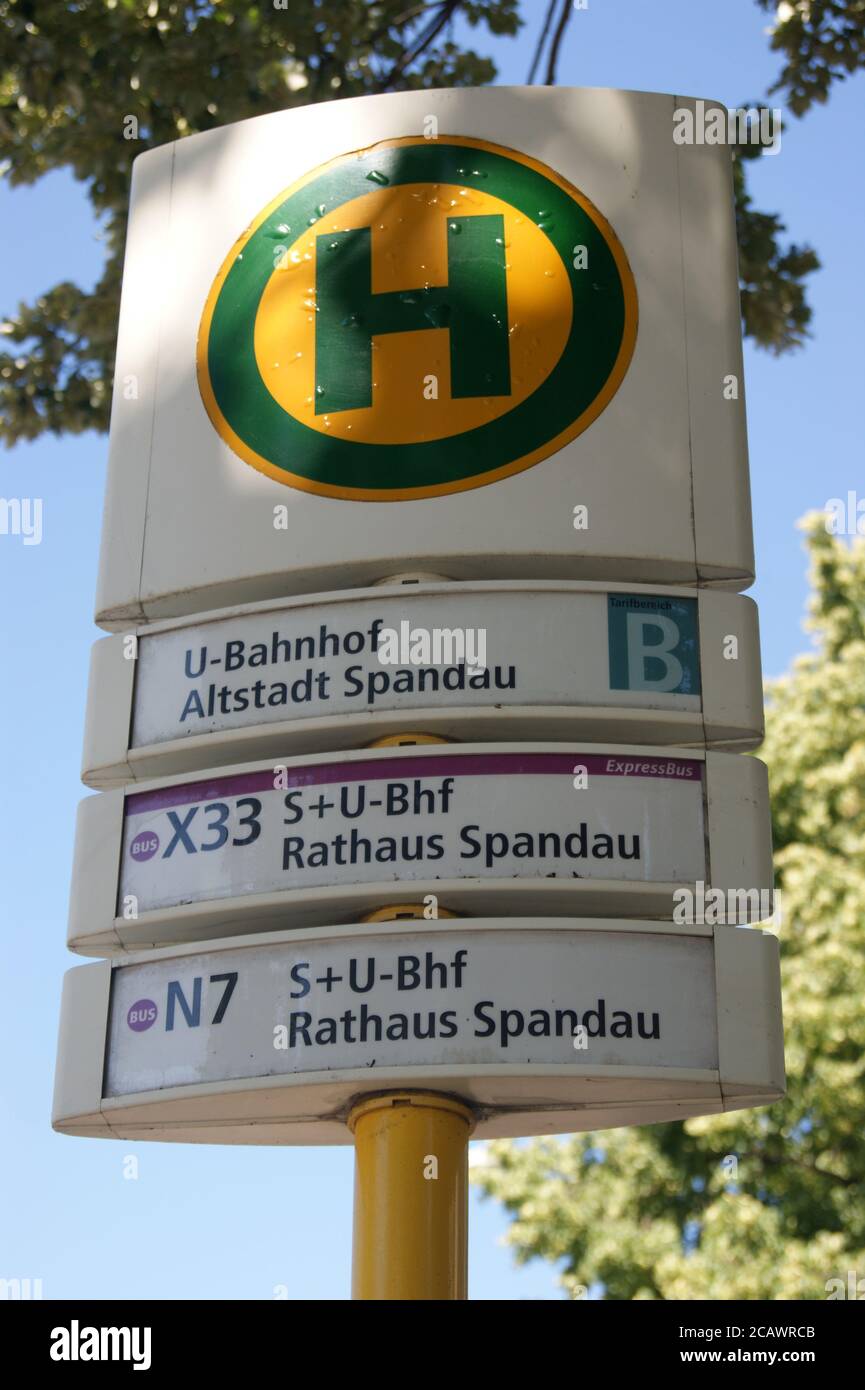 H
U-Bahnhof
Altstadt Spandau
Tarifbereich
B
ExpressBus
BUS X33 S+U-Bhf
Rathaus Spandau
BUS N7 S+U-Bhf
Rathaus Spandau
alamy
Image ID: 2CAWRCB
www.alamy.com